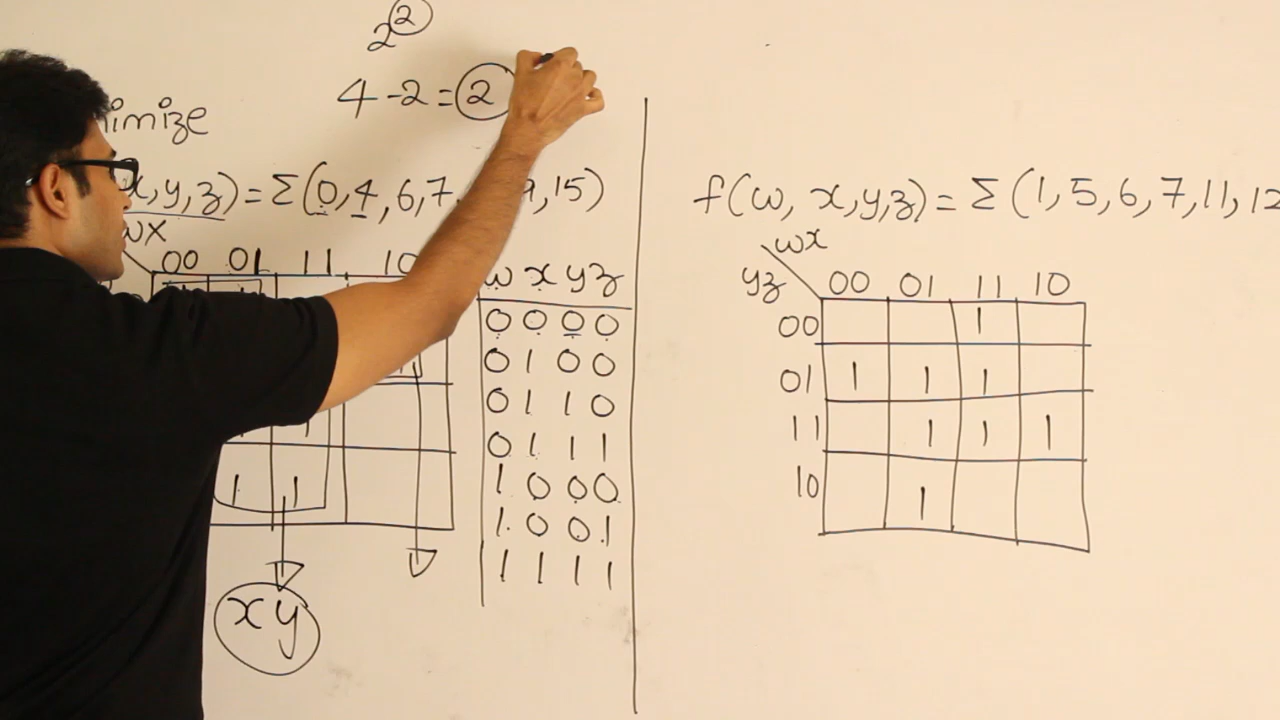 2²
4-2=2
imize
x,y,z)=Σ(0,4,6,7, 9,15)
wx
00 01 11 10
1 1
xy
w x y z
0 0 0 0
0 1 0 0
0 1 1 0
0 1 1 1
1 0 0 0
1 0 0 1
1 1 1 1
f(w, x,y,z)= Σ (1,5,6,7,11,12
wx
yz 00 01 11 10
00 1
01 1 1 1
11 1 1 1
10 1